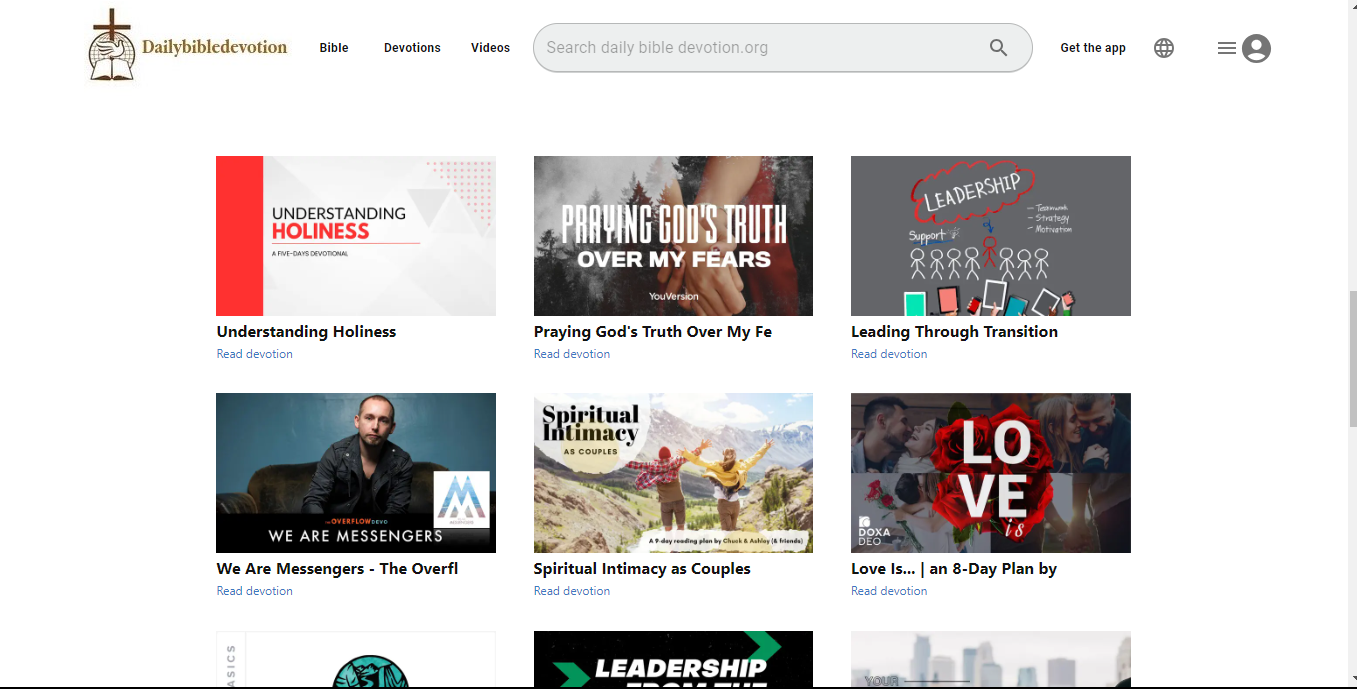 Dailybibledevotion
Bible
Devotions
Videos
Search daily bible devotion.org
Get the app
UNDERSTANDING
HOLINESS
A FIVE-DAYS DEVOTIONAL
PRAYING GOD'S TRUTH
OVER MY FEARS
YouVersion
LEADERSHIP
– Teamwork
– Strategy
– Motivation
Support
Understanding Holiness
Read devotion
Praying God's Truth Over My Fe
Read devotion
Leading Through Transition
Read devotion
THE OVERFLOW DEVO
WE ARE MESSENGERS
Spiritual
Intimacy
AS COUPLES
A 9-day reading plan by Chuck & Ashley (& friends)
LO
VE
is
DOXA
DEO
We Are Messengers - The Overfl
Read devotion
Spiritual Intimacy as Couples
Read devotion
Love Is... | an 8-Day Plan by
Read devotion
ASICS
LEADERSHIP
FROM THE
YOUR